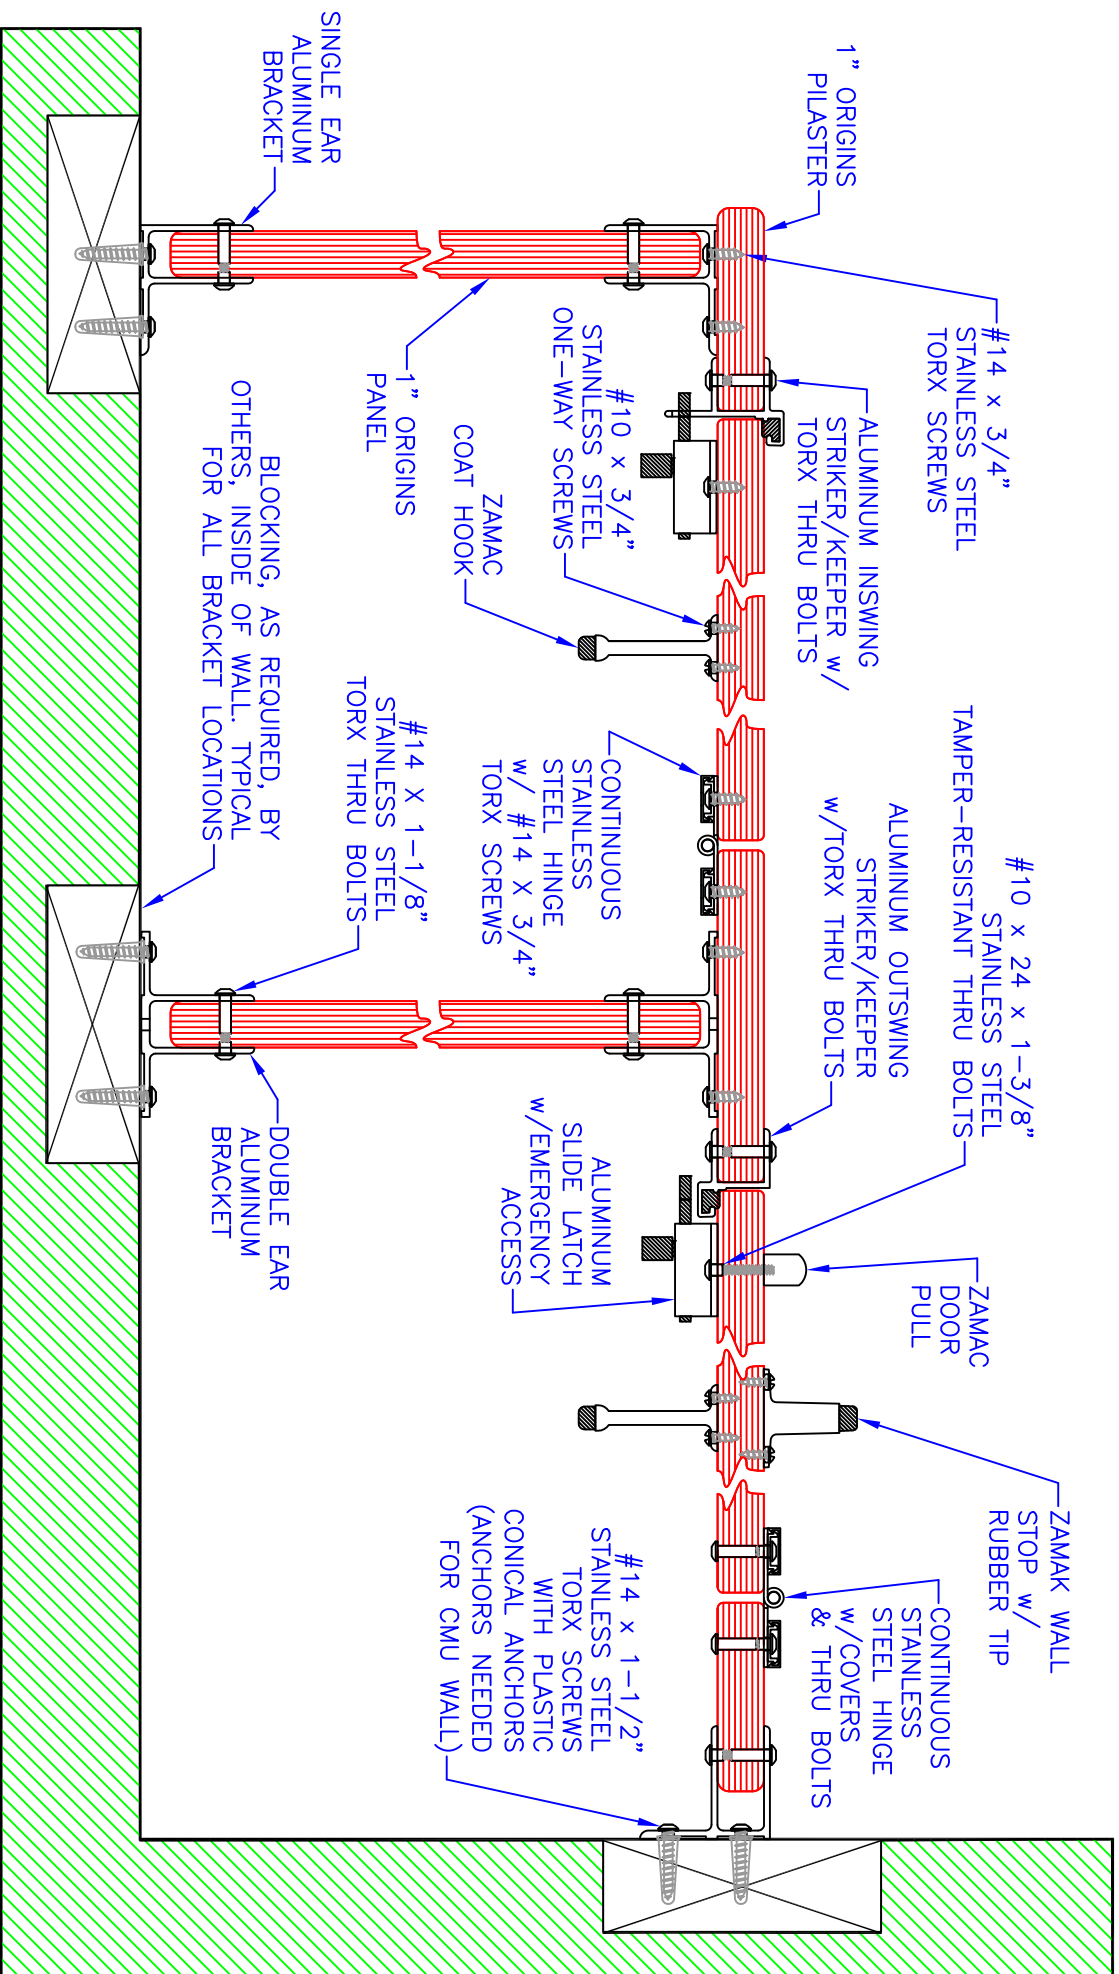 SINGLE EAR
ALUMINUM
BRACKET
1" ORIGINS
PILASTER
#14 x 3/4"
STAINLESS STEEL
TORX SCREWS
ALUMINUM INSWING
STRIKER/KEEPER w/
TORX THRU BOLTS
1" ORIGINS
PANEL
#10 x 3/4"
STAINLESS STEEL
ONE-WAY SCREWS
ZAMAC
COAT HOOK
BLOCKING, AS REQUIRED, BY
OTHERS, INSIDE OF WALL. TYPICAL
FOR ALL BRACKET LOCATIONS
#14 X 1-1/8"
STAINLESS STEEL
TORX THRU BOLTS
CONTINUOUS
STAINLESS
STEEL HINGE
w/ #14 X 3/4"
TORX SCREWS
#10 x 24 x 1-3/8"
STAINLESS STEEL
TAMPER-RESISTANT THRU BOLTS
ALUMINUM OUTSWING
STRIKER/KEEPER
w/TORX THRU BOLTS
DOUBLE EAR
ALUMINUM
BRACKET
ALUMINUM
SLIDE LATCH
w/EMERGENCY
ACCESS
ZAMAC
DOOR
PULL
ZAMAK WALL
STOP w/
RUBBER TIP
CONTINUOUS
STAINLESS
STEEL HINGE
w/COVERS
& THRU BOLTS
#14 x 1-1/2"
STAINLESS STEEL
TORX SCREWS
WITH PLASTIC
CONICAL ANCHORS
(ANCHORS NEEDED
FOR CMU WALL)